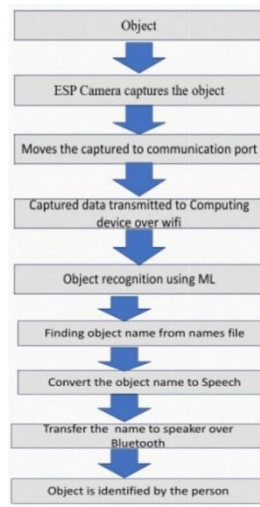 Object
ESP Camera captures the object
Moves the captured to communication port
Captured data transmitted to Computing
device over wifi
Object recognition using ML
Finding object name from names file
Convert the object name to Speech
Transfer the name to speaker over
Bluetooth
Object is identified by the person